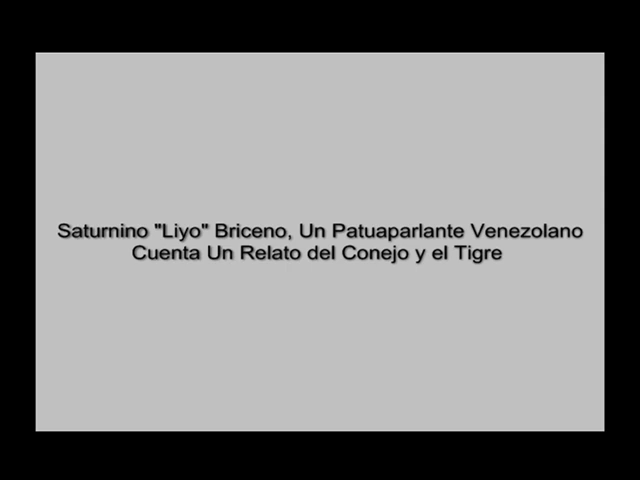 Saturnino "Liyo" Briceno, Un Patuaparlante Venezolano
Cuenta Un Relato del Conejo y el Tigre